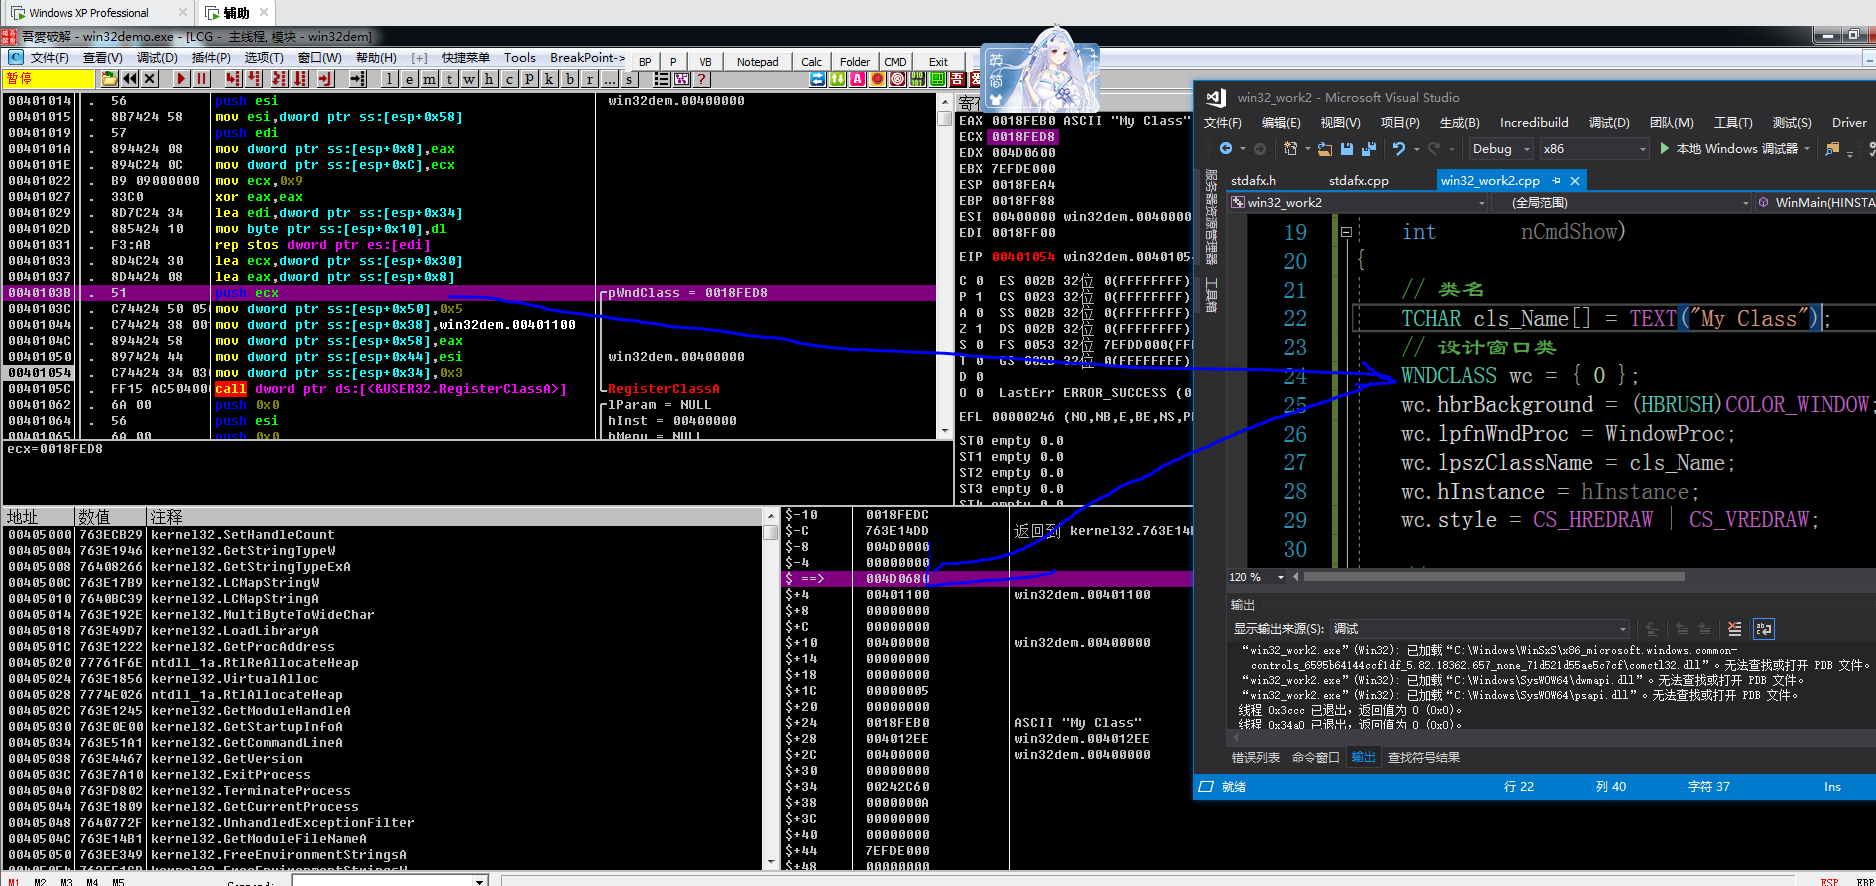 Windows XP Professional
辅助
吾愛破解 - win32demo.exe - [LCG - 主线程, 模块 - win32dem]
文件(F) 查看(V) 调试(D) 插件(P) 选项(T) 窗口(W) 帮助(H) [+] 快捷菜单 Tools BreakPoint->
BP P VB Notepad Calc Folder CMD Exit
暂停
l e m t w h c p k b r ... s
00401014 . 56 push esi win32dem.00400000
00401015 . 8B7424 58 mov esi,dword ptr ss:[esp+0x58]
00401019 . 57 push edi
0040101A . 894424 08 mov dword ptr ss:[esp+0x8],eax
0040101E . 894C24 0C mov dword ptr ss:[esp+0xC],ecx
00401022 . B9 09000000 mov ecx,0x9
00401027 . 33C0 xor eax,eax
00401029 . 8D7C24 34 lea edi,dword ptr ss:[esp+0x34]
0040102D . 885424 10 mov byte ptr ss:[esp+0x10],dl
00401031 . F3:AB rep stos dword ptr es:[edi]
00401033 . 8D4C24 30 lea ecx,dword ptr ss:[esp+0x30]
00401037 . 8D4424 08 lea eax,dword ptr ss:[esp+0x8]
0040103B . 51 push ecx pWndClass = 0018FED8
0040103C . C74424 50 05 mov dword ptr ss:[esp+0x50],0x5
00401044 . C74424 38 00 mov dword ptr ss:[esp+0x38],win32dem.00401100
0040104C . 894424 58 mov dword ptr ss:[esp+0x58],eax
00401050 . 897424 44 mov dword ptr ss:[esp+0x44],esi win32dem.00400000
00401054 . C74424 34 03 mov dword ptr ss:[esp+0x34],0x3
0040105C . FF15 AC504000 call dword ptr ds:[<&USER32.RegisterClassA>] RegisterClassA
00401062 . 6A 00 push 0x0 lParam = NULL
00401064 . 56 push esi hInst = 00400000
00401065 . 6A 00 push 0x0 hMenu = NULL
ecx=0018FED8
EAX 0018FEB0 ASCII "My Class"
ECX 0018FED8
EDX 004D0600
EBX 7EFDE000
ESP 0018FEA4
EBP 0018FF88
ESI 00400000 win32dem.0040000
EDI 0018FF00
EIP 00401054 win32dem.0040105
C 0 ES 002B 32位 0(FFFFFFFF)
P 1 CS 0023 32位 0(FFFFFFFF)
A 0 SS 002B 32位 0(FFFFFFFF)
Z 1 DS 002B 32位 0(FFFFFFFF)
S 0 FS 0053 32位 7EFDD000(FF
T 0 GS 002B 32位 0(FFFFFFFF)
D 0
O 0 LastErr ERROR_SUCCESS (0
EFL 00000246 (NO,NB,E,BE,NS,P
ST0 empty 0.0
ST1 empty 0.0
ST2 empty 0.0
ST3 empty 0.0
地址 数值 注释
00405000 763ECB29 kernel32.SetHandleCount
00405004 763E1946 kernel32.GetStringTypeW
00405008 76408266 kernel32.GetStringTypeExA
0040500C 763E17B9 kernel32.LCMapStringW
00405010 7640BC39 kernel32.LCMapStringA
00405014 763E192E kernel32.MultiByteToWideChar
00405018 763E49D7 kernel32.LoadLibraryA
0040501C 763E1222 kernel32.GetProcAddress
00405020 77761F6E ntdll_1a.RtlReAllocateHeap
00405024 763E1856 kernel32.VirtualAlloc
00405028 7774E026 ntdll_1a.RtlAllocateHeap
0040502C 763E1245 kernel32.GetModuleHandleA
00405030 763E0E00 kernel32.GetStartupInfoA
00405034 763E51A1 kernel32.GetCommandLineA
00405038 763E4467 kernel32.GetVersion
0040503C 763E7A10 kernel32.ExitProcess
00405040 763FD802 kernel32.TerminateProcess
00405044 763E1809 kernel32.GetCurrentProcess
00405048 7640772F kernel32.UnhandledExceptionFilter
0040504C 763E14B1 kernel32.GetModuleFileNameA
00405050 763EE349 kernel32.FreeEnvironmentStringsA
$-10 0018FEDC
$-C 763E14DD 返回到 kernel32.763E14
$-8 004D0000
$-4 00000000
$ ==> 004D0680
$+4 00401100 win32dem.00401100
$+8 00000000
$+C 00000000
$+10 00400000 win32dem.00400000
$+14 00000000
$+18 00000000
$+1C 00000005
$+20 00000000
$+24 0018FEB0 ASCII "My Class"
$+28 004012EE win32dem.004012EE
$+2C 00400000 win32dem.00400000
$+30 00000000
$+34 00242C60
$+38 0000000A
$+3C 00000000
$+40 00000000
$+44 7EFDE000
$+48 00000000
M1 M2 M3 M4 M5
ESP EBP
英
简
win32_work2 - Microsoft Visual Studio
文件(F) 编辑(E) 视图(V) 项目(P) 生成(B) Incredibuild 调试(D) 团队(M) 工具(T) 测试(S) Driver
Debug x86 本地 Windows 调试器
服务器资源管理器
工具箱
stdafx.h stdafx.cpp win32_work2.cpp
win32_work2 (全局范围) WinMain(HINSTA
19 int nCmdShow)
20 {
21 // 类名
22 TCHAR cls_Name[] = TEXT("My Class");
23 // 设计窗口类
24 WNDCLASS wc = { 0 };
25 wc.hbrBackground = (HBRUSH)COLOR_WINDOW;
26 wc.lpfnWndProc = WindowProc;
27 wc.lpszClassName = cls_Name;
28 wc.hInstance = hInstance;
29 wc.style = CS_HREDRAW | CS_VREDRAW;
30
120 %
输出
显示输出来源(S): 调试
“win32_work2.exe”(Win32): 已加载“C:\Windows\WinSxS\x86_microsoft.windows.common-
controls_6595b64144ccf1df_5.82.18362.657_none_71d521d55ae5c7cf\comctl32.dll”。无法查找或打开 PDB 文件。
“win32_work2.exe”(Win32): 已加载“C:\Windows\SysWOW64\dwmapi.dll”。无法查找或打开 PDB 文件。
“win32_work2.exe”(Win32): 已加载“C:\Windows\SysWOW64\psapi.dll”。无法查找或打开 PDB 文件。
线程 0x3ccc 已退出，返回值为 0 (0x0)。
线程 0x34a0 已退出，返回值为 0 (0x0)。
错误列表 命令窗口 输出 查找符号结果
就绪 行 22 列 40 字符 37 Ins